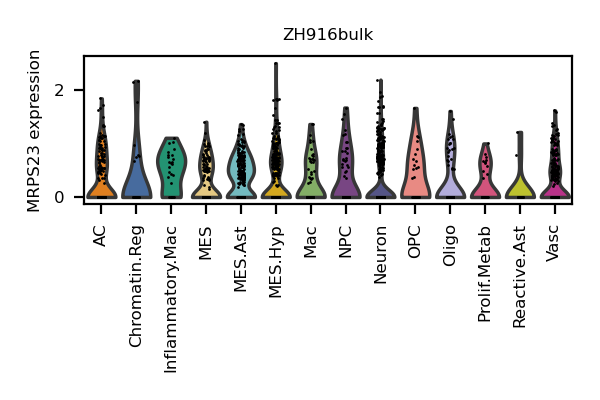 ZH916bulk
MRPS23 expression
2
0
AC
Chromatin.Reg
Inflammatory.Mac
MES
MES.Ast
MES.Hyp
Mac
NPC
Neuron
OPC
Oligo
Prolif.Metab
Reactive.Ast
Vasc